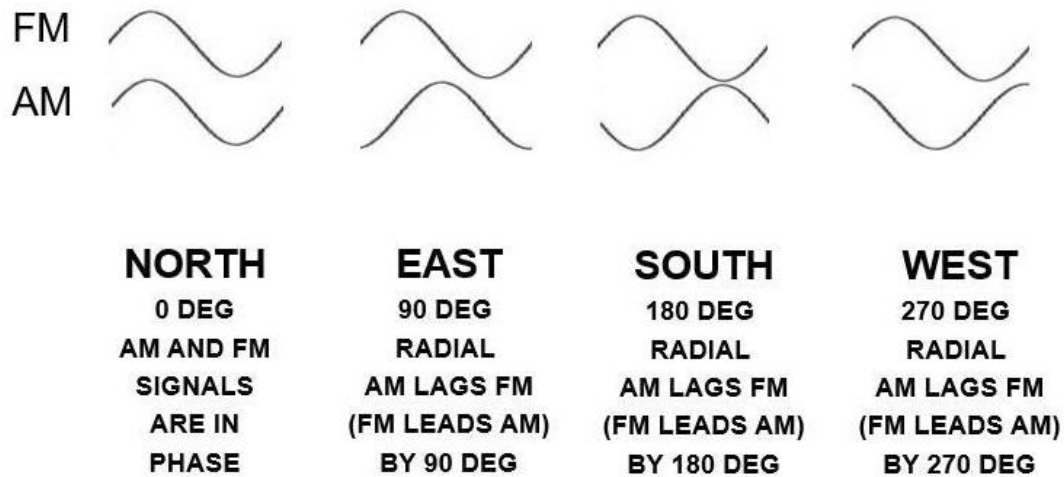 FM
AM
NORTH
0 DEG
AM AND FM
SIGNALS
ARE IN
PHASE
EAST
90 DEG
RADIAL
AM LAGS FM
(FM LEADS AM)
BY 90 DEG
SOUTH
180 DEG
RADIAL
AM LAGS FM
(FM LEADS AM)
BY 180 DEG
WEST
270 DEG
RADIAL
AM LAGS FM
(FM LEADS AM)
BY 270 DEG